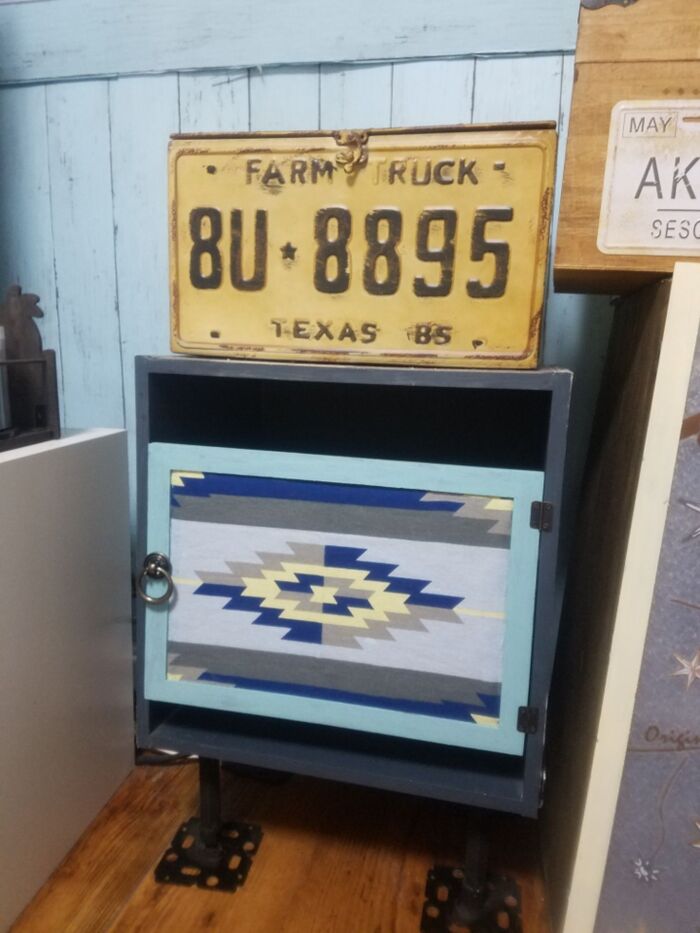 FARM TRUCK
8U★8895
TEXAS 85
MAY
AK
SESQ